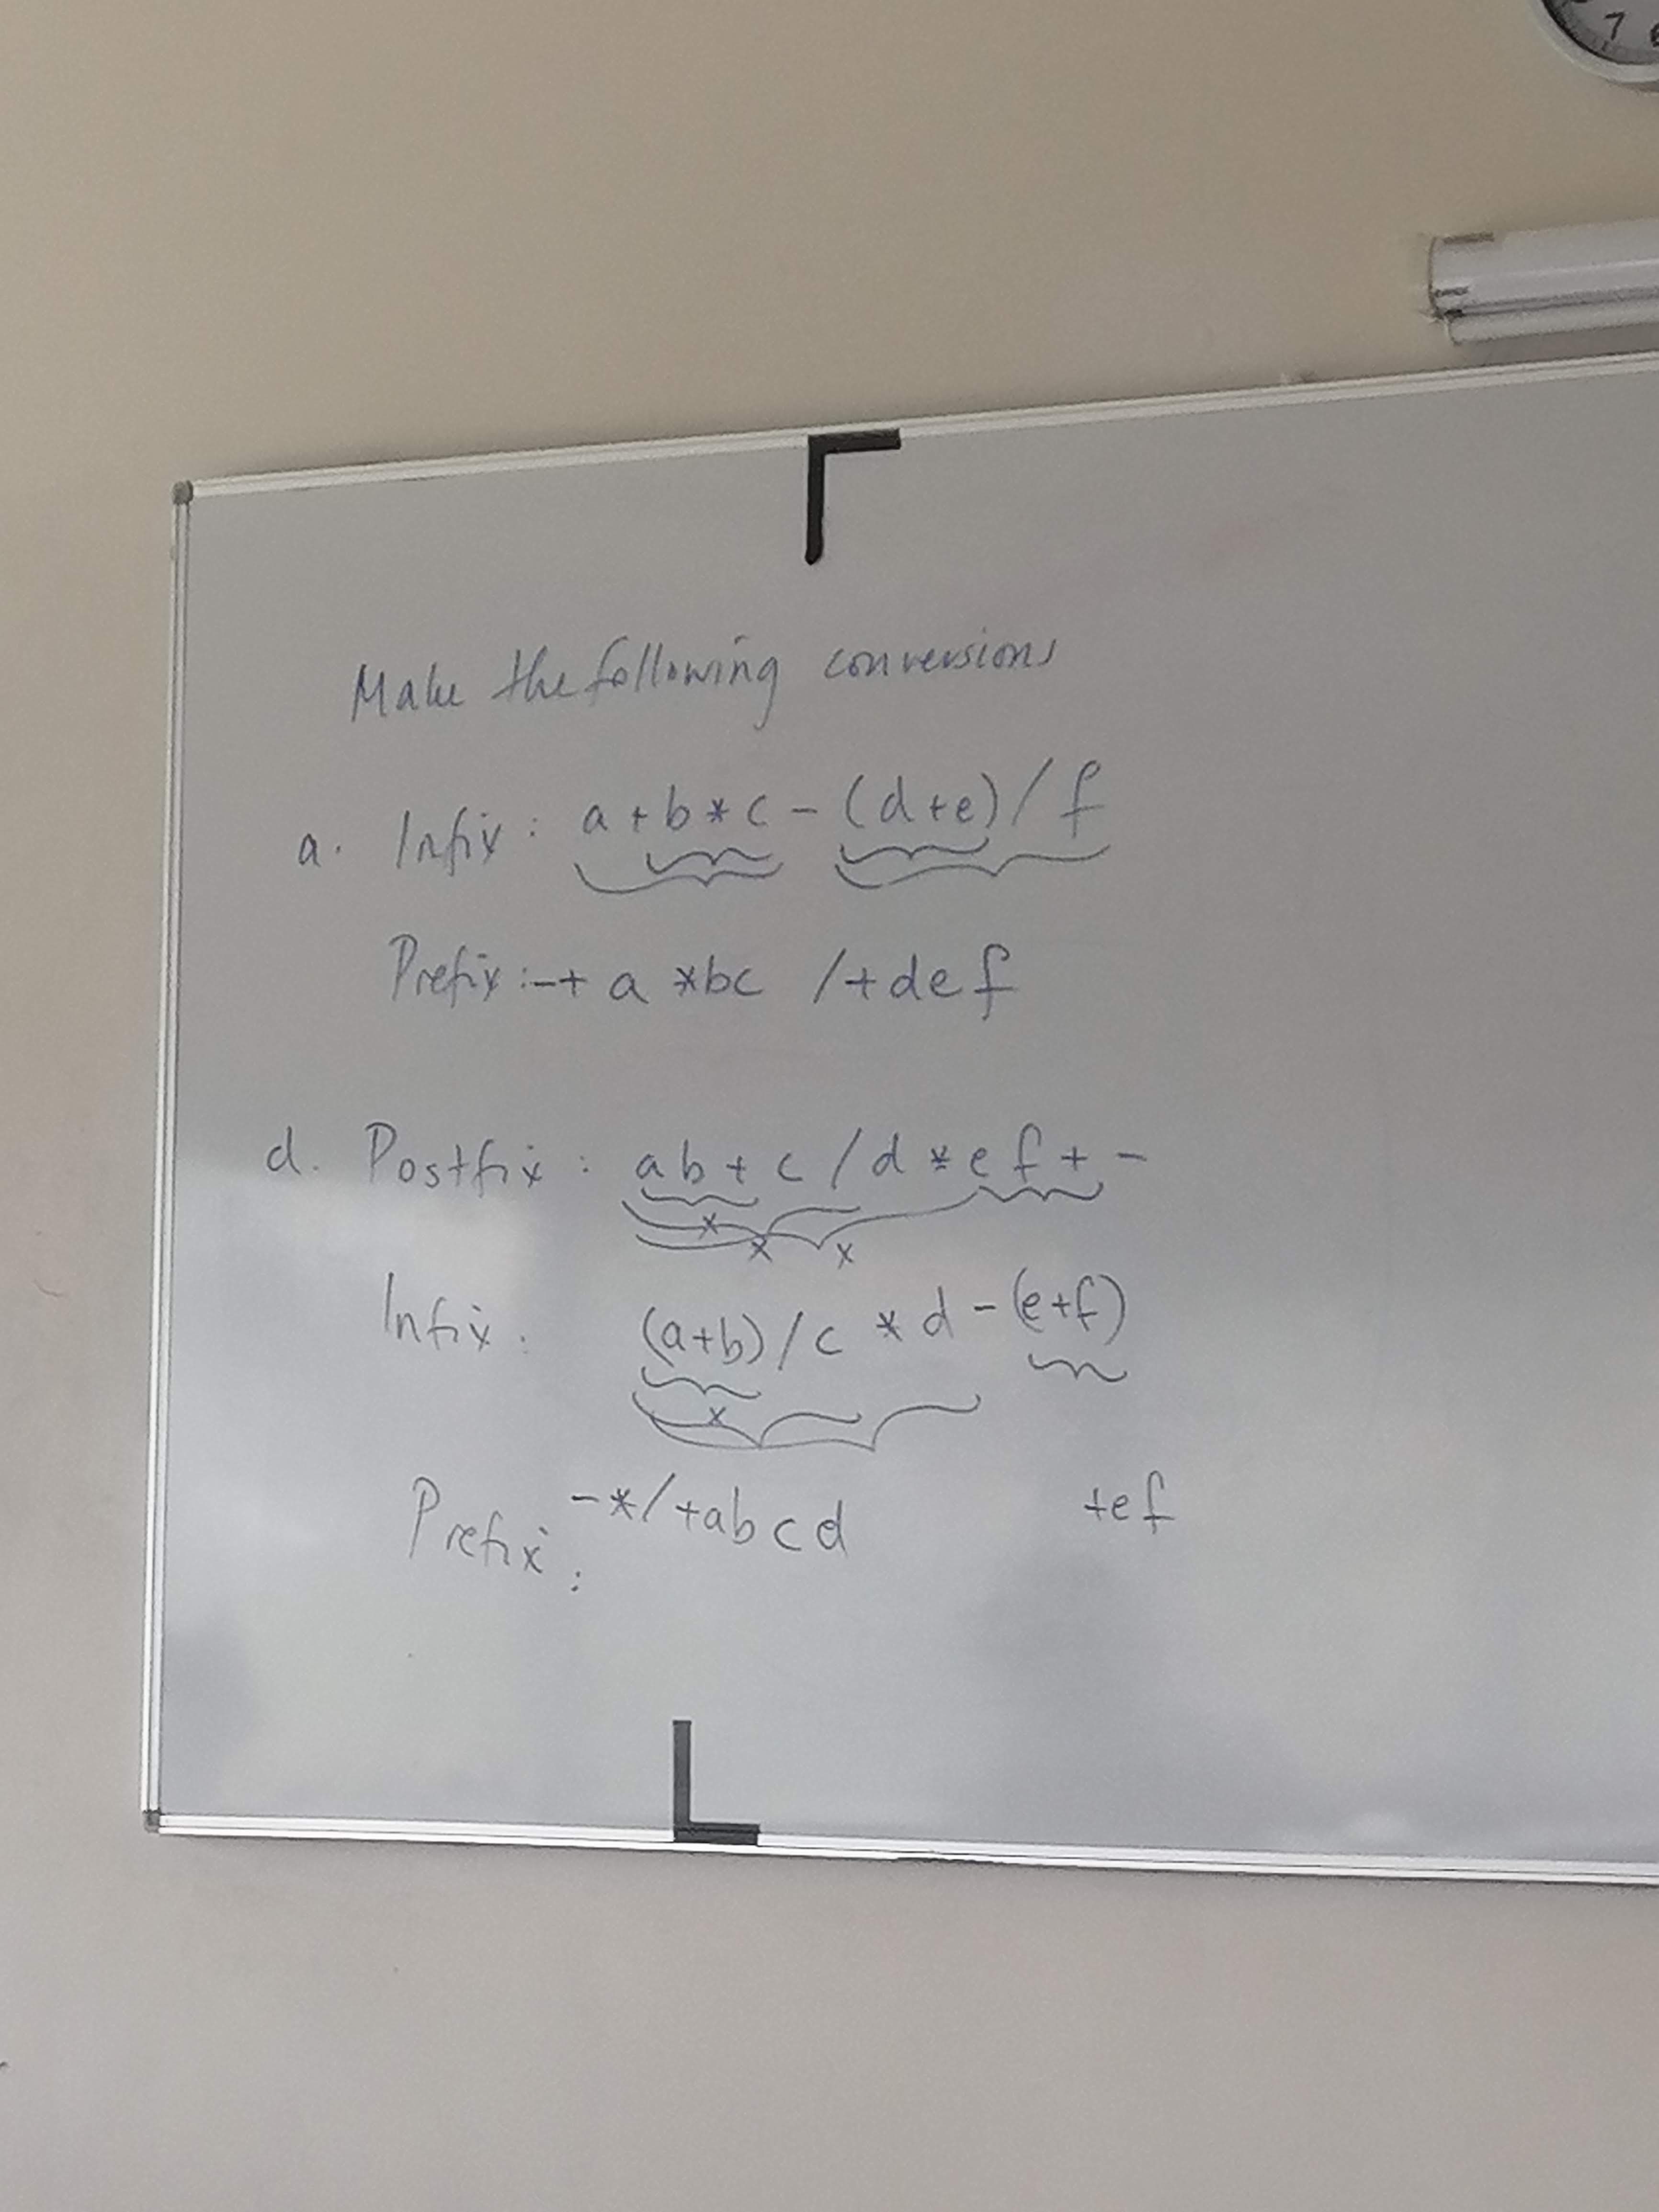 7
Make the following conversions
a. Infix: a+b*c-(d+e)/f
Prefix:-+ a *bc /+def
d. Postfix: ab+c/d*ef+-
Infix: (a+b)/c*d-(e+f)
Prefix: -*/+abcd +ef